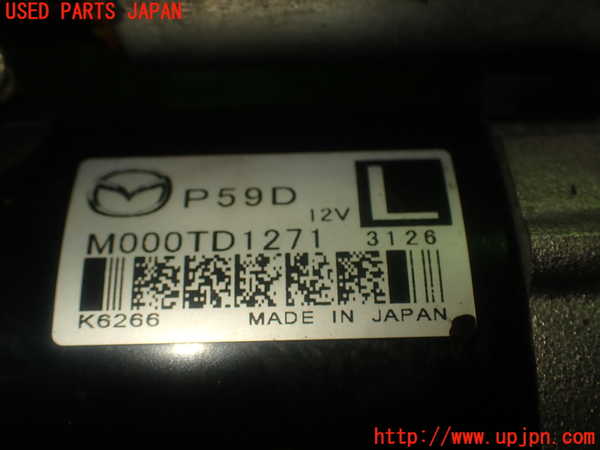 USED PARTS JAPAN
P59D
12V
L
M000TD1271 3126
K6266 MADE IN JAPAN
http://www.upjpn.com/